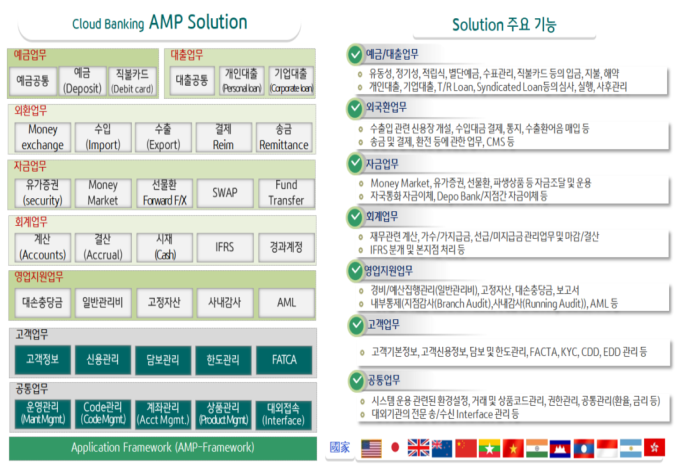 Cloud Banking AMP Solution
예금업무
예금공통
예금
(Deposit)
직불카드
(Debit card)
대출업무
대출공통
개인대출
(Personal loan)
기업대출
(Corporate loan)
외환업무
Money
exchange
수입
(Import)
수출
(Export)
결제
Reim
송금
Remittance
자금업무
유가증권
(security)
Money
Market
선물환
Forward F/X
SWAP
Fund
Transfer
회계업무
계산
(Accounts)
결산
(Accrual)
시재
(Cash)
IFRS
경과계정
영업지원업무
대손충당금
일반관리비
고정자산
사내감사
AML
고객업무
고객정보
신용관리
담보관리
한도관리
FATCA
공통업무
운영관리
(Mant Mgmt.)
Code관리
(Code Mgmt.)
계좌관리
(Acct Mgmt.)
상품관리
(Product Mgmt)
대외접속
(Interface)
Application Framework (AMP-Framework)
Solution 주요 기능
예금/대출업무
유동성, 정기성, 적립식, 별단예금, 수표관리, 직불카드 등의 입금, 지불, 해약
개인대출, 기업대출, T/R Loan, Syndicated Loan등의 심사, 실행, 사후관리
외국환업무
수출입 관련 신용장 개설, 수입대금 결제, 통지, 수출환어음 매입 등
송금 및 결제, 환전 등에 관한 업무, CMS 등
자금업무
Money Market, 유가증권, 선물환, 파생상품 등 자금조달 및 운용
자국통화 자금이체, Depo Bank/지점간 자금이체 등
회계업무
재무관련 계산, 가수/가지급금, 선급/미지급금 관리업무 및 마감/결산
IFRS 분개 및 본지점 처리 등
영업지원업무
경비/예산집행관리(일반관리비), 고정자산, 대손충당금, 보고서
내부통제(지점감사(Branch Audit),사내감사(Running Audit)), AML 등
고객업무
고객기본정보, 고객신용정보, 담보 및 한도관리, FACTA, KYC, CDD, EDD 관리 등
공통업무
시스템 운용 관련된 환경설정, 거래 및 상품코드관리, 권한관리, 공통관리(환율, 금리 등)
대외기관의 전문 송/수신 Interface 관리 등
國家